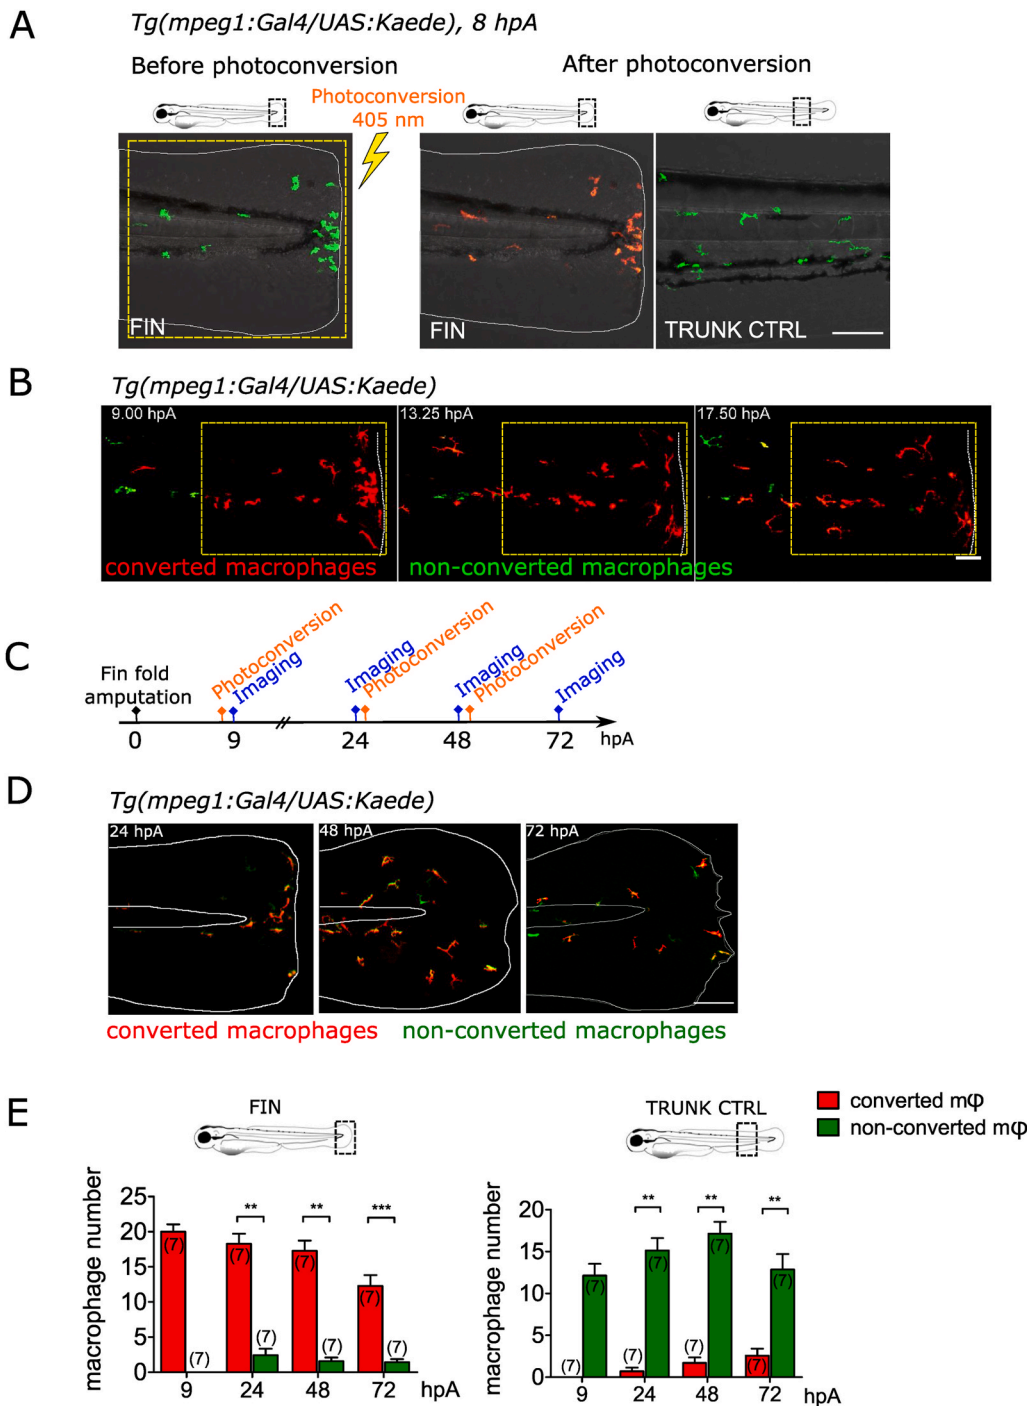 A
Tg(mpeg1:Gal4/UAS:Kaede), 8 hpA
Before photoconversion
After photoconversion
Photoconversion
405 nm
FIN
FIN
TRUNK CTRL
B
Tg(mpeg1:Gal4/UAS:Kaede)
9.00 hpA
13.25 hpA
17.50 hpA
converted macrophages
non-converted macrophages
C
Fin fold
amputation
Photoconversion
Imaging
Imaging
Photoconversion
Imaging
Photoconversion
Imaging
0 9 24 48 72 hpA
D
Tg(mpeg1:Gal4/UAS:Kaede)
24 hpA
48 hpA
72 hpA
converted macrophages
non-converted macrophages
E
FIN
macrophage number
25
20
15
10
5
0
** ** ***
(7) (7) (7) (7) (7) (7) (7) (7)
9 24 48 72 hpA
TRUNK CTRL
converted mφ
non-converted mφ
macrophage number
20
15
10
5
0
** ** **
(7) (7) (7) (7) (7) (7) (7) (7)
9 24 48 72 hpA